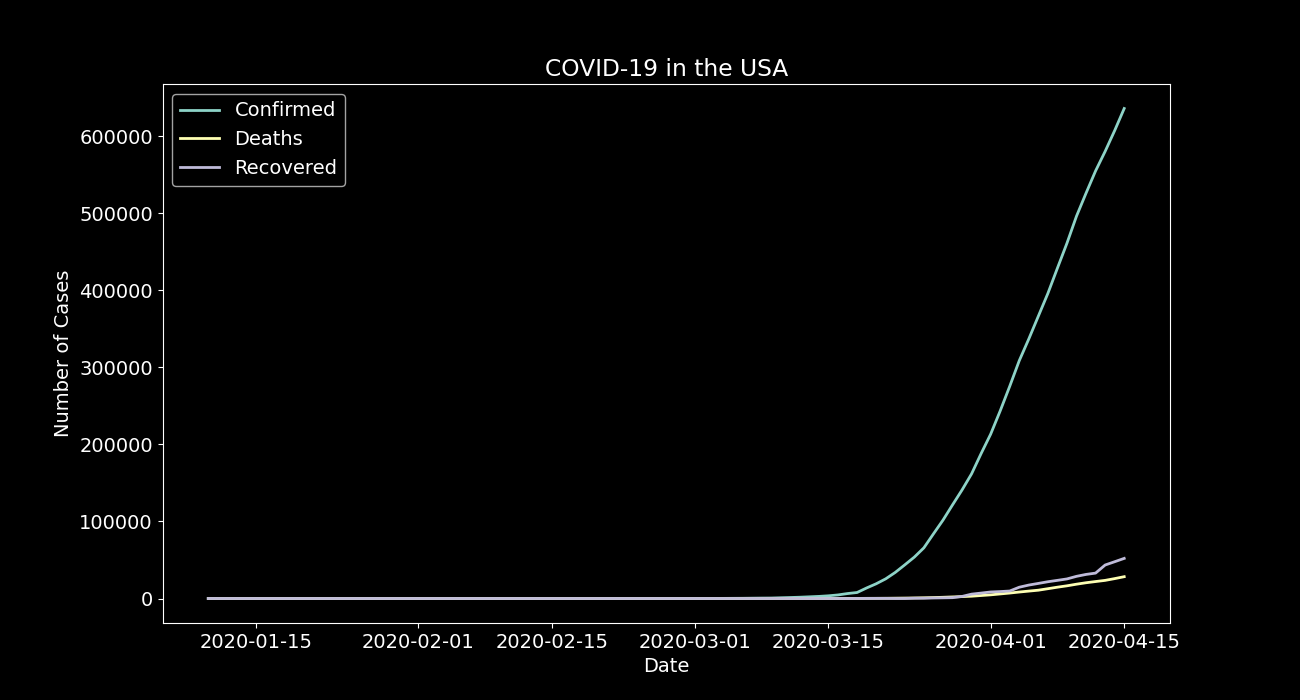 COVID-19 in the USA
Confirmed
Deaths
Recovered
600000
500000
400000
300000
200000
100000
0
Number of Cases
2020-01-15 2020-02-01 2020-02-15 2020-03-01 2020-03-15 2020-04-01 2020-04-15
Date